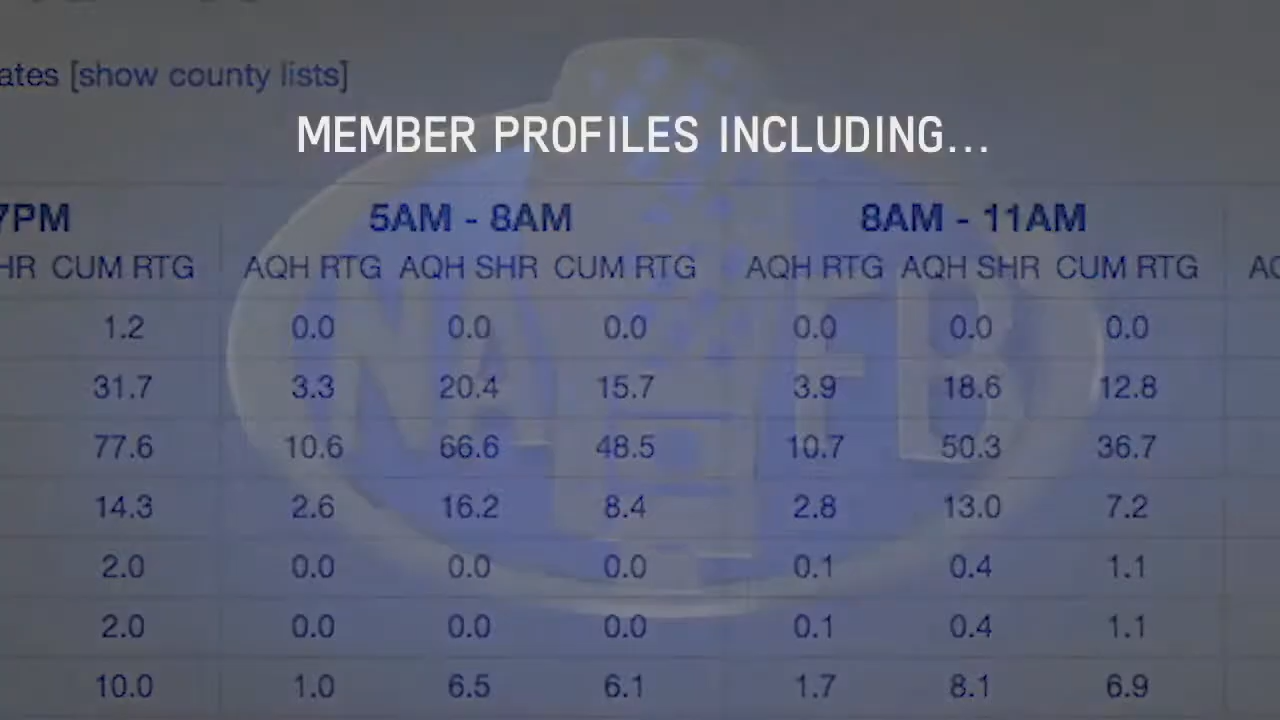 ates [show county lists]
MEMBER PROFILES INCLUDING...
7PM 5AM - 8AM 8AM - 11AM
HR CUM RTG AQH RTG AQH SHR CUM RTG AQH RTG AQH SHR CUM RTG AQ
1.2 0.0 0.0 0.0 0.0 0.0 0.0
31.7 3.3 20.4 15.7 3.9 18.6 12.8
77.6 10.6 66.6 48.5 10.7 50.3 36.7
14.3 2.6 16.2 8.4 2.8 13.0 7.2
2.0 0.0 0.0 0.0 0.1 0.4 1.1
2.0 0.0 0.0 0.0 0.1 0.4 1.1
10.0 1.0 6.5 6.1 1.7 8.1 6.9
NAFB